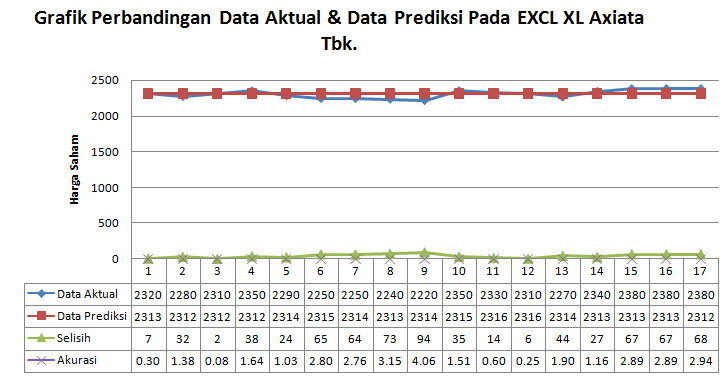 Grafik Perbandingan Data Aktual & Data Prediksi Pada EXCL XL Axiata
Tbk.
Harga Saham
2500
2000
1500
1000
500
0
1 2 3 4 5 6 7 8 9 10 11 12 13 14 15 16 17
Data Aktual 2320 2280 2310 2350 2290 2250 2250 2240 2220 2350 2330 2310 2270 2340 2380 2380 2380
Data Prediksi 2313 2312 2312 2312 2314 2315 2314 2313 2314 2315 2316 2316 2314 2313 2313 2313 2312
Selisih 7 32 2 38 24 65 64 73 94 35 14 6 44 27 67 67 68
Akurasi 0.30 1.38 0.08 1.64 1.03 2.80 2.76 3.15 4.06 1.51 0.60 0.25 1.90 1.16 2.89 2.89 2.94